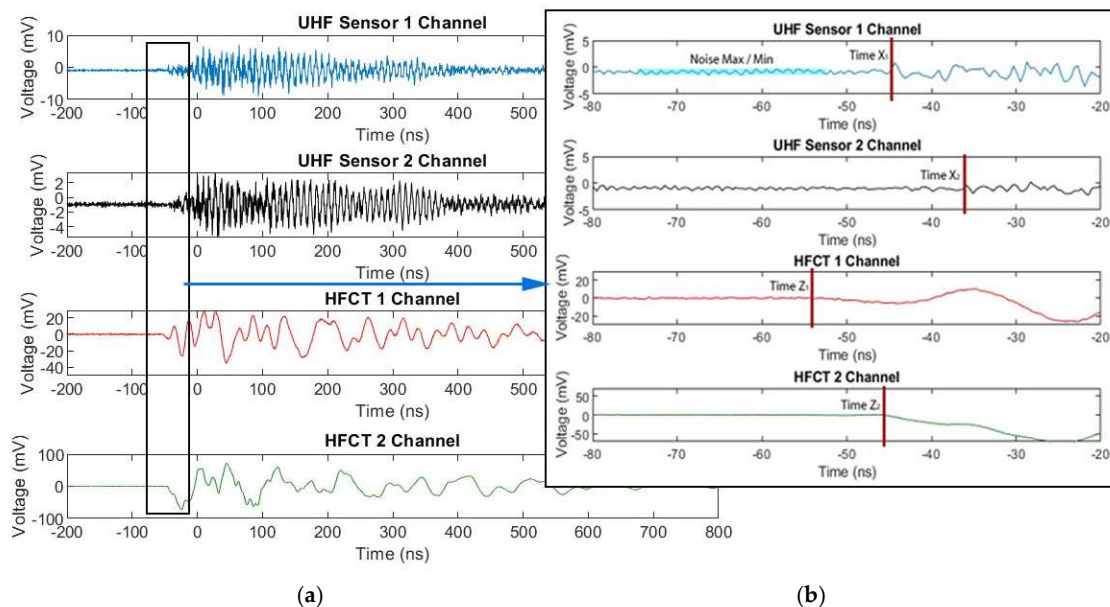 UHF Sensor 1 Channel
10
0
10
Voltage (mV)
-200 -100 0 100 200 300 400 500
Time (ns)
UHF Sensor 2 Channel
2
0
-2
-4
Voltage (mV)
-200 -100 0 100 200 300 400 500
Time (ns)
HFCT 1 Channel
20
0
-20
-40
Voltage (mV)
-200 -100 0 100 200 300 400 500
Time (ns)
HFCT 2 Channel
100
0
-100
Voltage (mV)
-200 -100 0 100 200 300 400 500 600 700 800
Time (ns)
(a)
UHF Sensor 1 Channel
5
0
-5
Voltage (mV)
Noise Max / Min
Time X1
-80 -70 -60 -50 -40 -30 -20
Time (ns)
UHF Sensor 2 Channel
5
0
-5
Voltage (mV)
Time X2
-80 -70 -60 -50 -40 -30 -20
Time (ns)
HFCT 1 Channel
20
0
-20
Voltage (mV)
Time Z1
-80 -70 -60 -50 -40 -30 -20
Time (ns)
HFCT 2 Channel
50
0
-50
Voltage (mV)
Time Z2
-80 -70 -60 -50 -40 -30 -20
Time (ns)
(b)